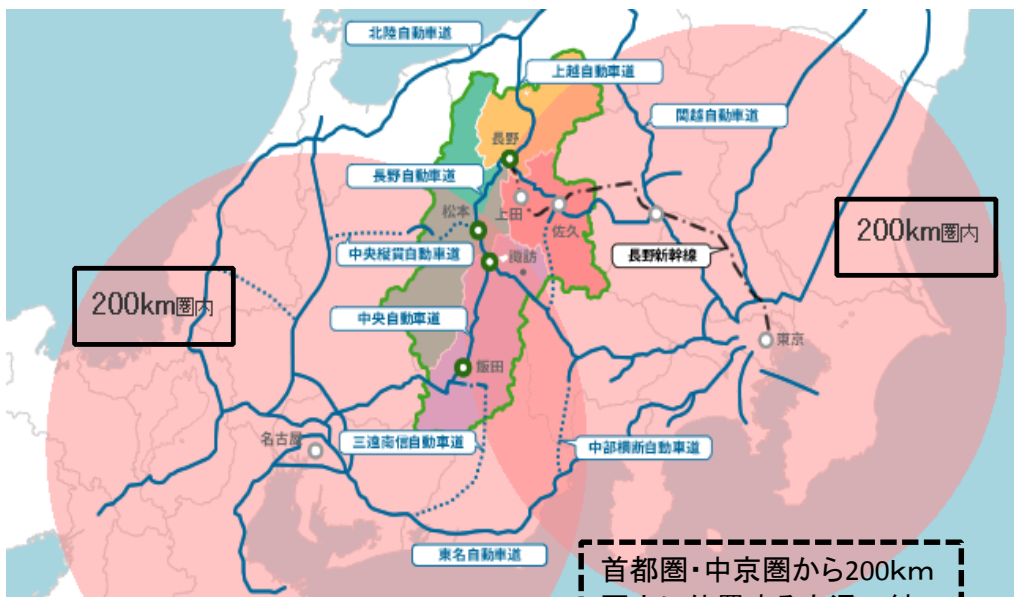 北陸自動車道
上越自動車道
関越自動車道
長野
長野自動車道
松本
上田
佐久
200km圏内
中央縦貫自動車道
諏訪
長野新幹線
200km圏内
中央自動車道
東京
飯田
名古屋
三遠南信自動車道
中部横断自動車道
東名自動車道
首都圏・中京圏から200km